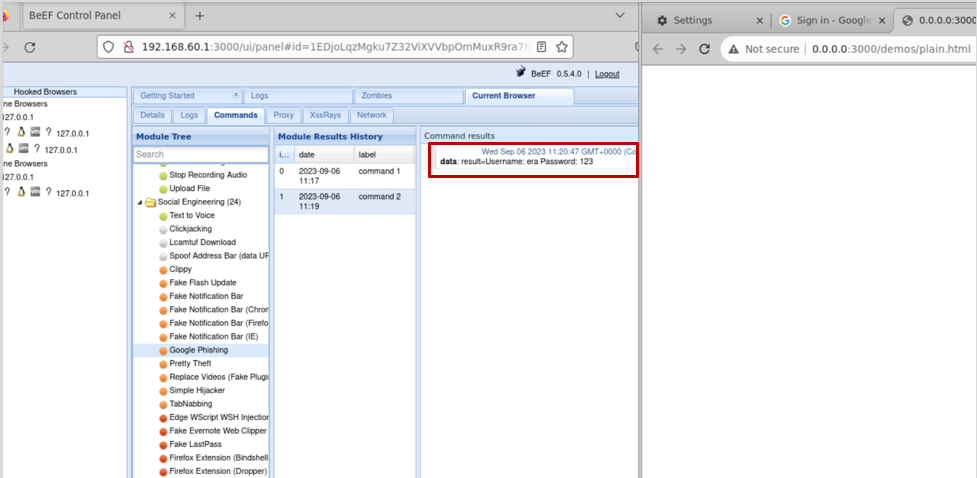 BeEF Control Panel
Settings
Sign in - Google
0.0.0.0:3000
192.168.60.1:3000/ui/panel#id=1EDjoLqzMgku7Z32ViXVVbpOmMuxR9ra7
Not secure
0.0.0.0:3000/demos/plain.html
BeEF 0.5.4.0 | Logout
Hooked Browsers
ne Browsers
127.0.0.1
? 127.0.0.1
? 127.0.0.1
ne Browsers
127.0.0.1
? 127.0.0.1
Getting Started
Logs
Zombies
Current Browser
Details
Logs
Commands
Proxy
XssRays
Network
Module Tree
Search
Stop Recording Audio
Upload File
Social Engineering (24)
Text to Voice
Clickjacking
Lcamtuf Download
Spoof Address Bar (data UR
Clippy
Fake Flash Update
Fake Notification Bar
Fake Notification Bar (Chron
Fake Notification Bar (Firefo
Fake Notification Bar (IE)
Google Phishing
Pretty Theft
Replace Videos (Fake Plugi
Simple Hijacker
TabNabbing
Edge WScript WSH Injection
Fake Evernote Web Clipper
Fake LastPass
Firefox Extension (Bindshell
Firefox Extension (Dropper)
Module Results History
i... date label
0 2023-09-06 11:17 command 1
1 2023-09-06 11:19 command 2
Command results
Wed Sep 06 2023 11:20:47 GMT+0000 (Co
data: result=Username: era Password: 123